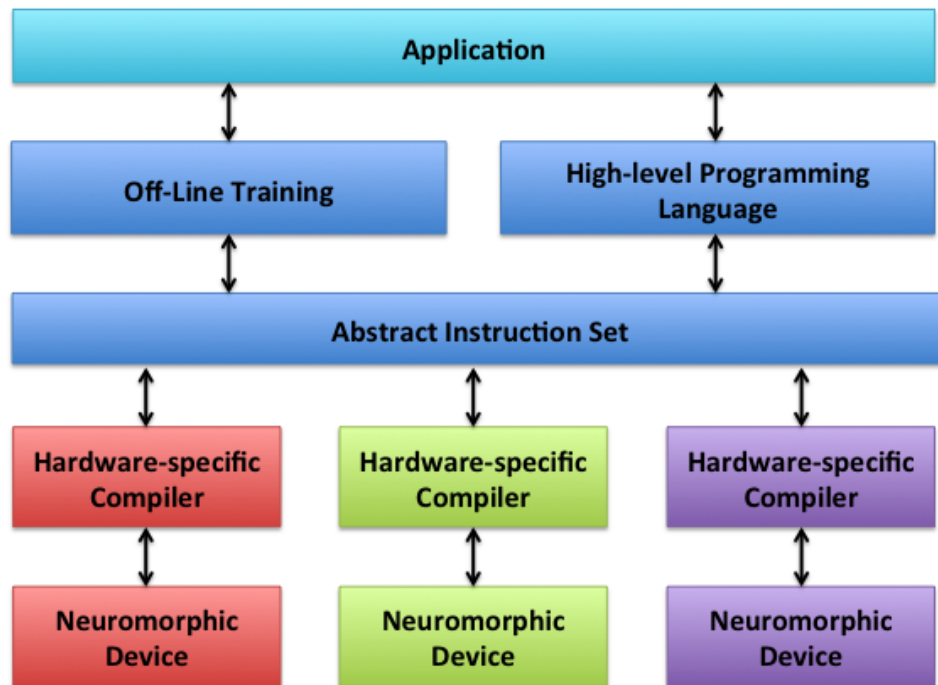 Application
Off-Line Training
High-level Programming
Language
Abstract Instruction Set
Hardware-specific
Compiler
Hardware-specific
Compiler
Hardware-specific
Compiler
Neuromorphic
Device
Neuromorphic
Device
Neuromorphic
Device